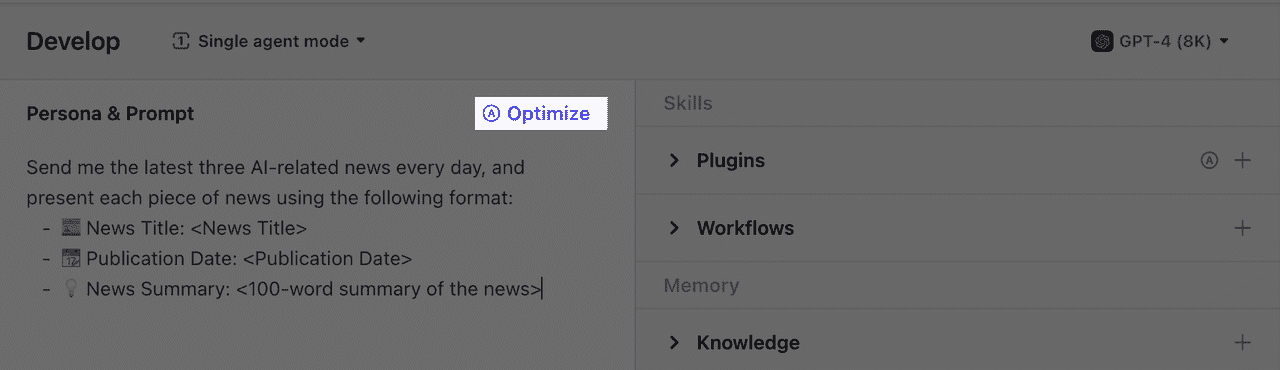 Develop
Single agent mode
GPT-4 (8K)
Persona & Prompt
Optimize
Send me the latest three AI-related news every day, and
present each piece of news using the following format:
- 📰 News Title: <News Title>
- 📅 Publication Date: <Publication Date>
- 💡 News Summary: <100-word summary of the news>
Skills
Plugins
Workflows
Memory
Knowledge